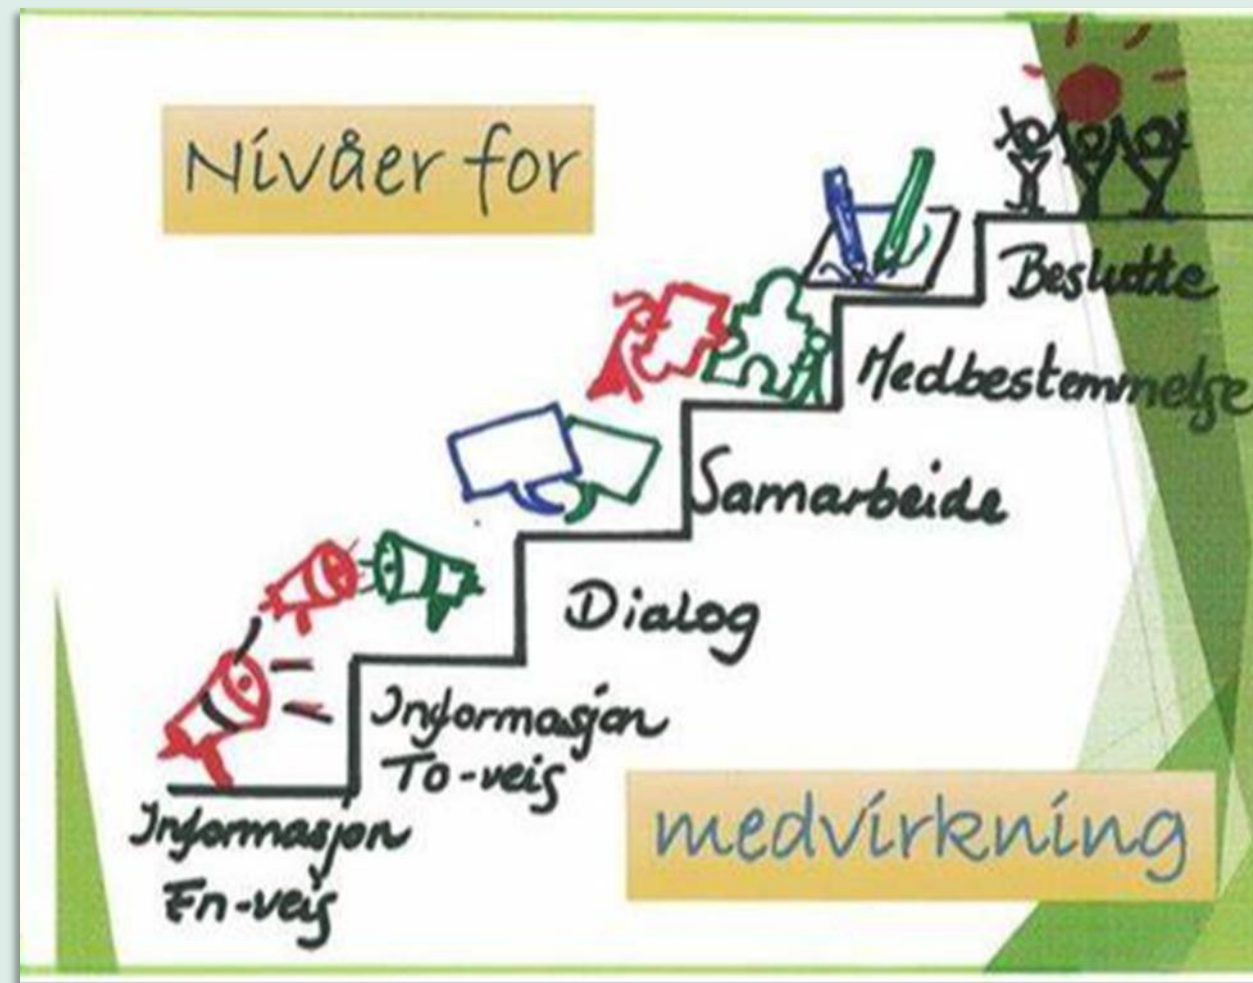 Nivåer for
Beslutte
Medbestemmelse
Samarbeide
Dialog
Informasjon
To-veis
Informasjon
En-veis
medvirkning